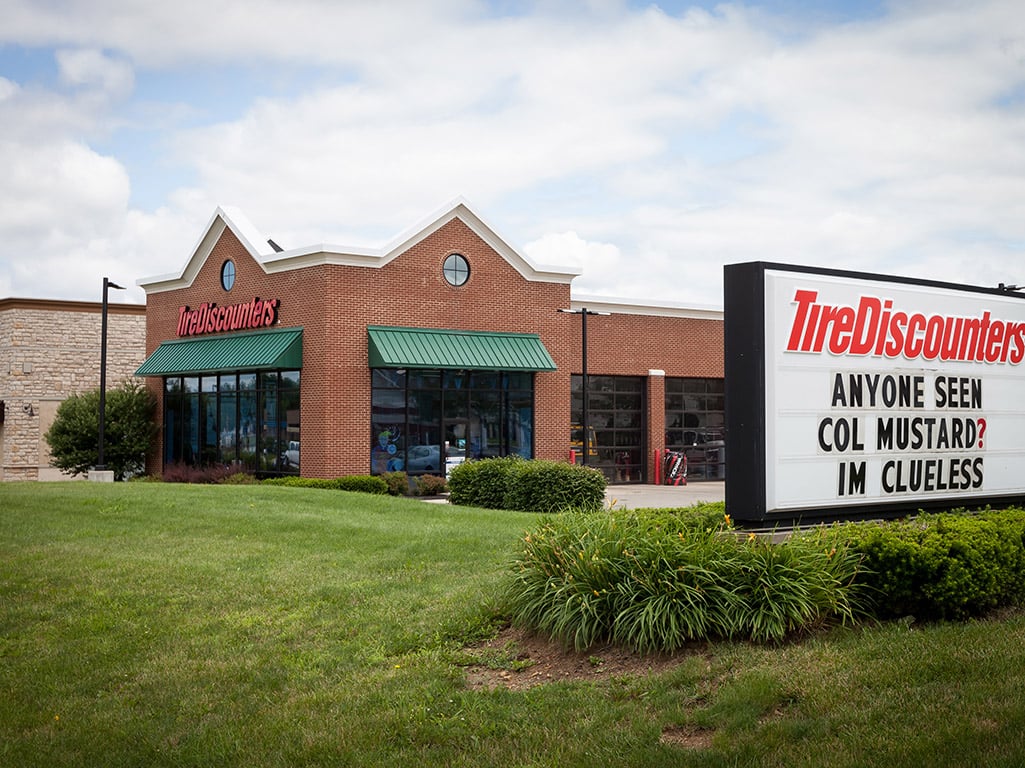 TireDiscounters
TireDiscounters
ANYONE SEEN
COL MUSTARD?
IM CLUELESS